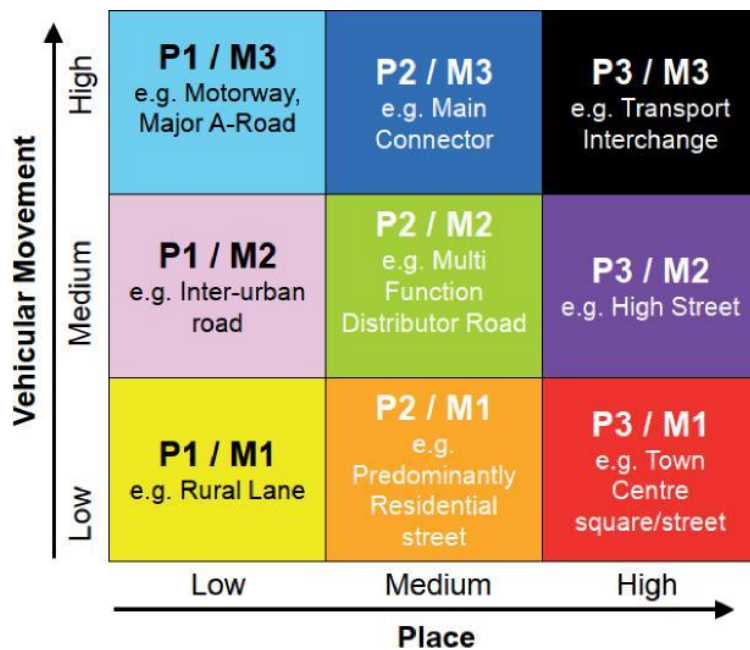 Vehicular Movement
High
P1 / M3
e.g. Motorway,
Major A-Road
P2 / M3
e.g. Main
Connector
P3 / M3
e.g. Transport
Interchange
Medium
P1 / M2
e.g. Inter-urban
road
P2 / M2
e.g. Multi
Function
Distributor Road
P3 / M2
e.g. High Street
Low
P1 / M1
e.g. Rural Lane
P2 / M1
e.g.
Predominantly
Residential
street
P3 / M1
e.g. Town
Centre
square/street
Low
Medium
High
Place